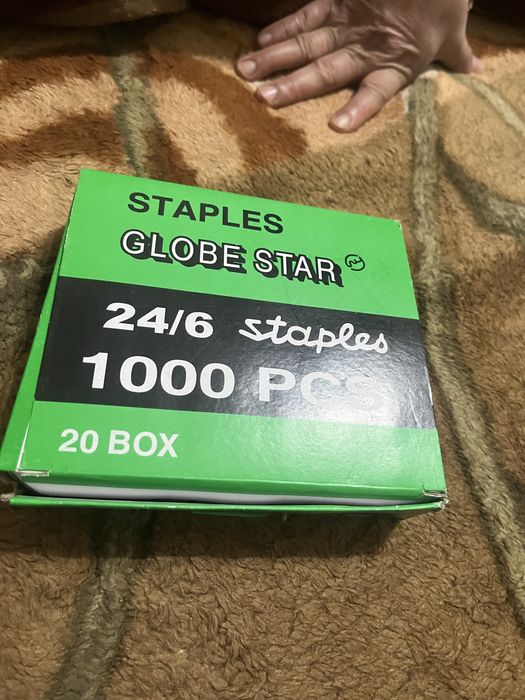 STAPLES
GLOBE STAR
24/6 staples
1000 PCS
20 BOX